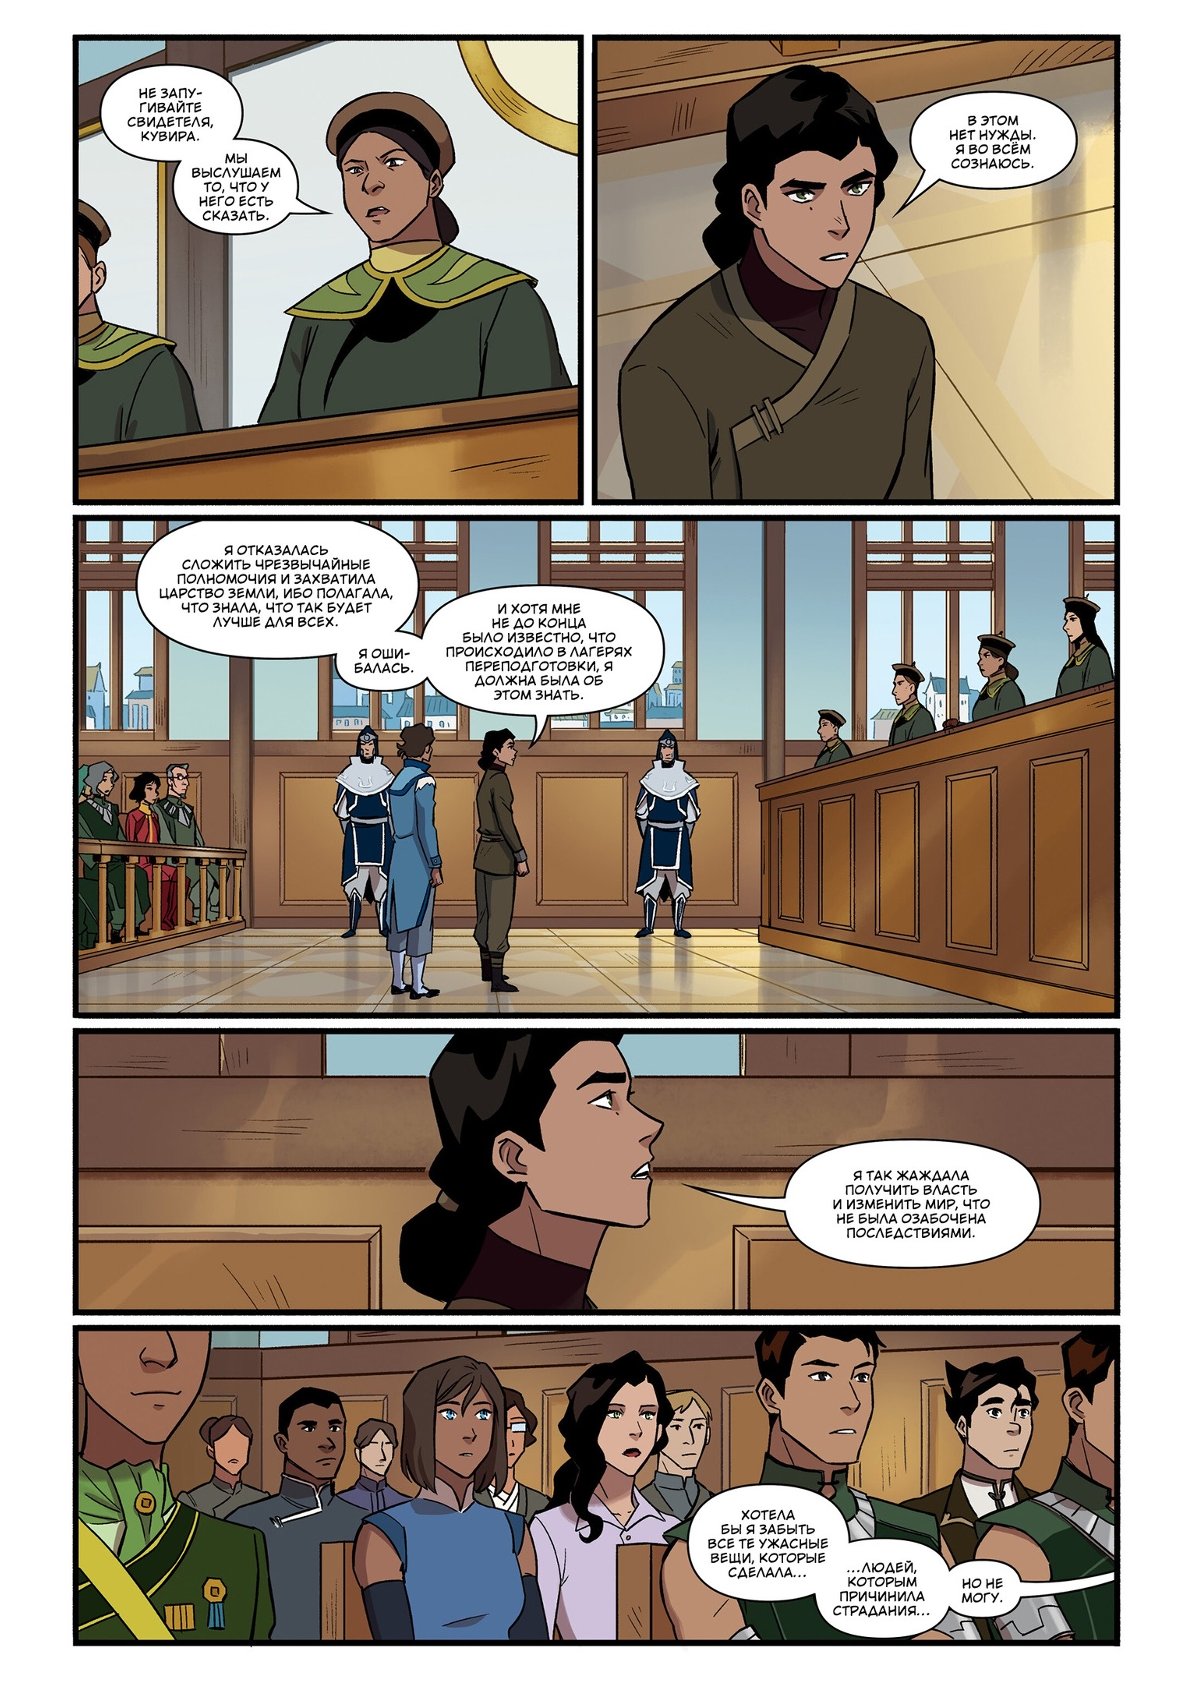 НЕ ЗАПУ-
ГИВАЙТЕ
СВИДЕТЕЛЯ,
КУВИРА.
МЫ
ВЫСЛУШАЕМ
ТО, ЧТО У
НЕГО ЕСТЬ
СКАЗАТЬ.
В ЭТОМ
НЕТ НУЖДЫ.
Я ВО ВСЁМ
СОЗНАЮСЬ.
Я ОТКАЗАЛАСЬ
СЛОЖИТЬ ЧРЕЗВЫЧАЙНЫЕ
ПОЛНОМОЧИЯ И ЗАХВАТИЛА
ЦАРСТВО ЗЕМЛИ, ИБО ПОЛАГАЛА,
ЧТО ЗНАЛА, ЧТО ТАК БУДЕТ
ЛУЧШЕ ДЛЯ ВСЕХ.
Я ОШИ-
БАЛАСЬ.
И ХОТЯ МНЕ
НЕ ДО КОНЦА
БЫЛО ИЗВЕСТНО, ЧТО
ПРОИСХОДИЛО В ЛАГЕРЯХ
ПЕРЕПОДГОТОВКИ, Я
ДОЛЖНА БЫЛА ОБ
ЭТОМ ЗНАТЬ.
Я ТАК ЖАЖДАЛА
ПОЛУЧИТЬ ВЛАСТЬ
И ИЗМЕНИТЬ МИР, ЧТО
НЕ БЫЛА ОЗАБОЧЕНА
ПОСЛЕДСТВИЯМИ.
ХОТЕЛА
БЫ Я ЗАБЫТЬ
ВСЕ ТЕ УЖАСНЫЕ
ВЕЩИ, КОТОРЫЕ
СДЕЛАЛА...
...ЛЮДЕЙ,
КОТОРЫМ
ПРИЧИНИЛА
СТРАДАНИЯ...
НО НЕ
МОГУ.